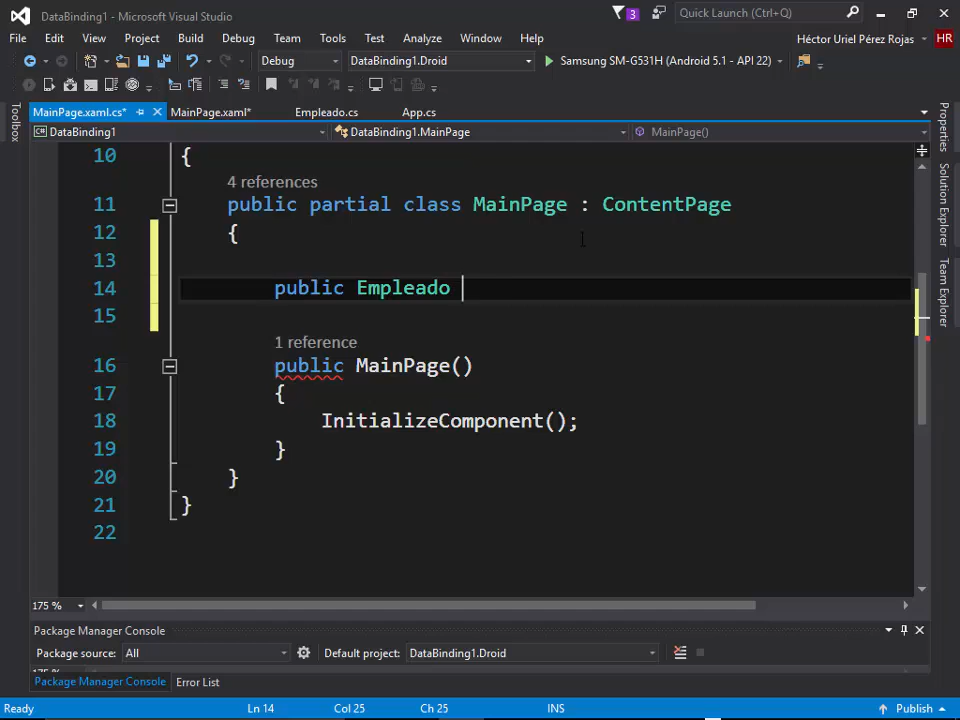 DataBinding1 - Microsoft Visual Studio
3
Quick Launch (Ctrl+Q)
File Edit View Project Build Debug Team Tools Test Analyze Window Help
Héctor Uriel Pérez Rojas HR
Debug DataBinding1.Droid Samsung SM-G531H (Android 5.1 - API 22)
Toolbox
MainPage.xaml.cs* MainPage.xaml* Empleado.cs App.cs
DataBinding1 DataBinding1.MainPage MainPage()
Properties
Solution Explorer
Team Explorer
10 {
4 references
11 public partial class MainPage : ContentPage
12 {
13
14 public Empleado
15
1 reference
16 public MainPage()
17 {
18 InitializeComponent();
19 }
20 }
21 }
22
175 %
Package Manager Console
Package source: All Default project: DataBinding1.Droid
175 %
Package Manager Console Error List
Ready Ln 14 Col 25 Ch 25 INS Publish